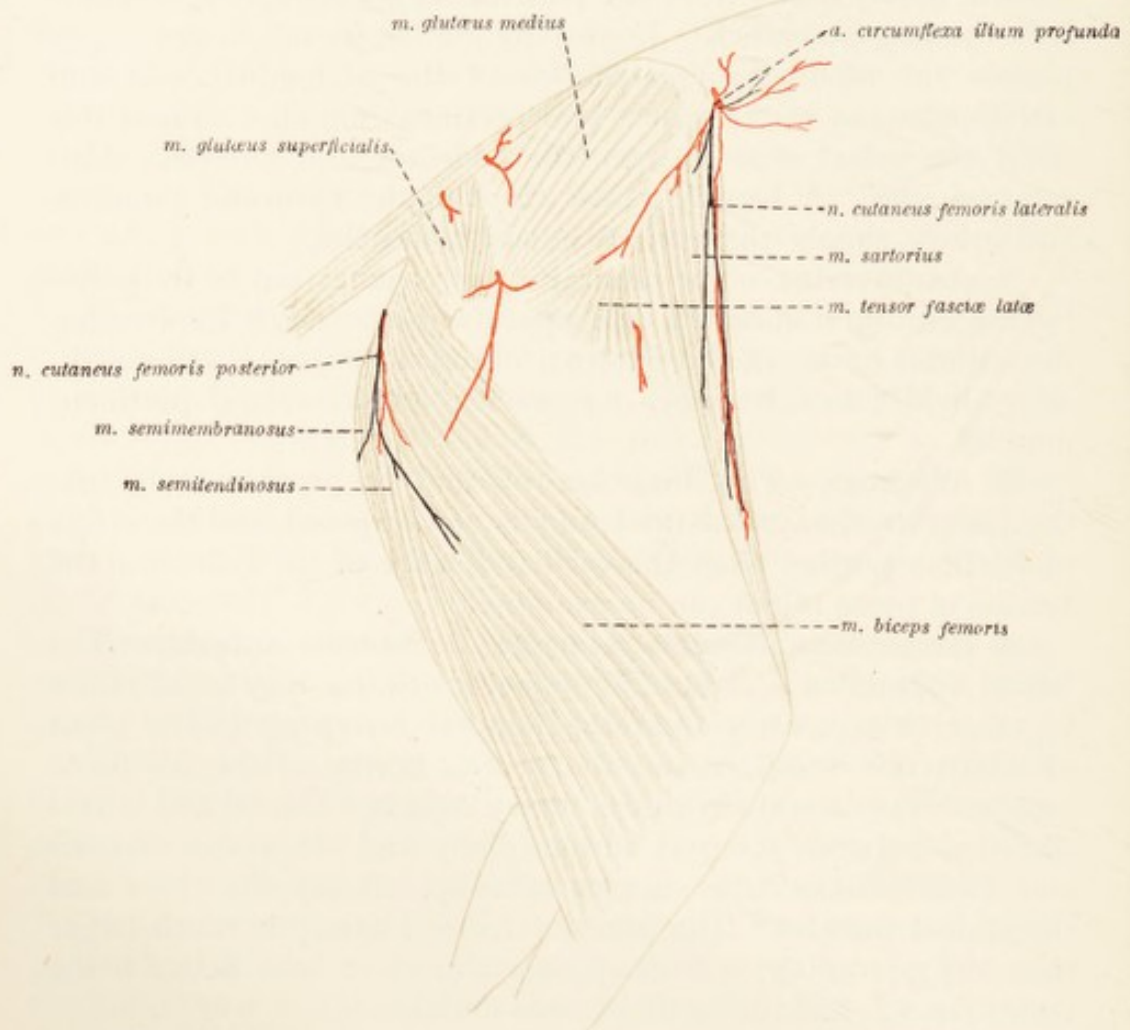 m. glutæus medius
a. circumflexa ilium profunda
m. glutæus superficialis
n. cutaneus femoris lateralis
m. sartorius
m. tensor fasciæ latæ
n. cutaneus femoris posterior
m. semimembranosus
m. semitendinosus
m. biceps femoris